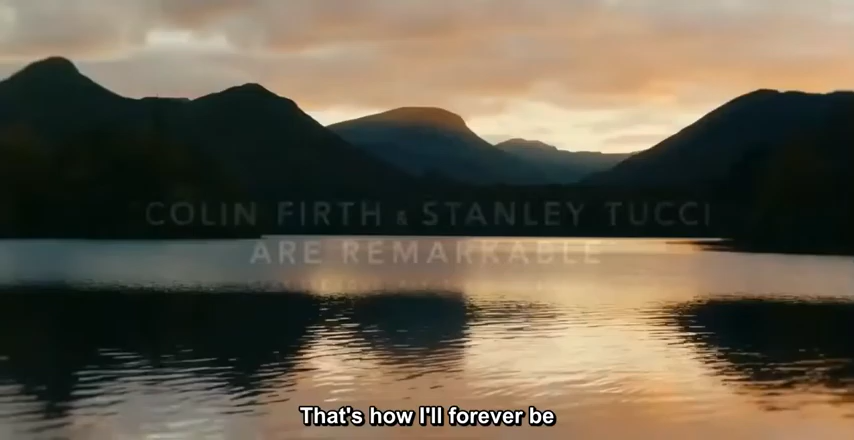 COLIN FIRTH & STANLEY TUCCI
ARE REMARKABLE
That's how I'll forever be